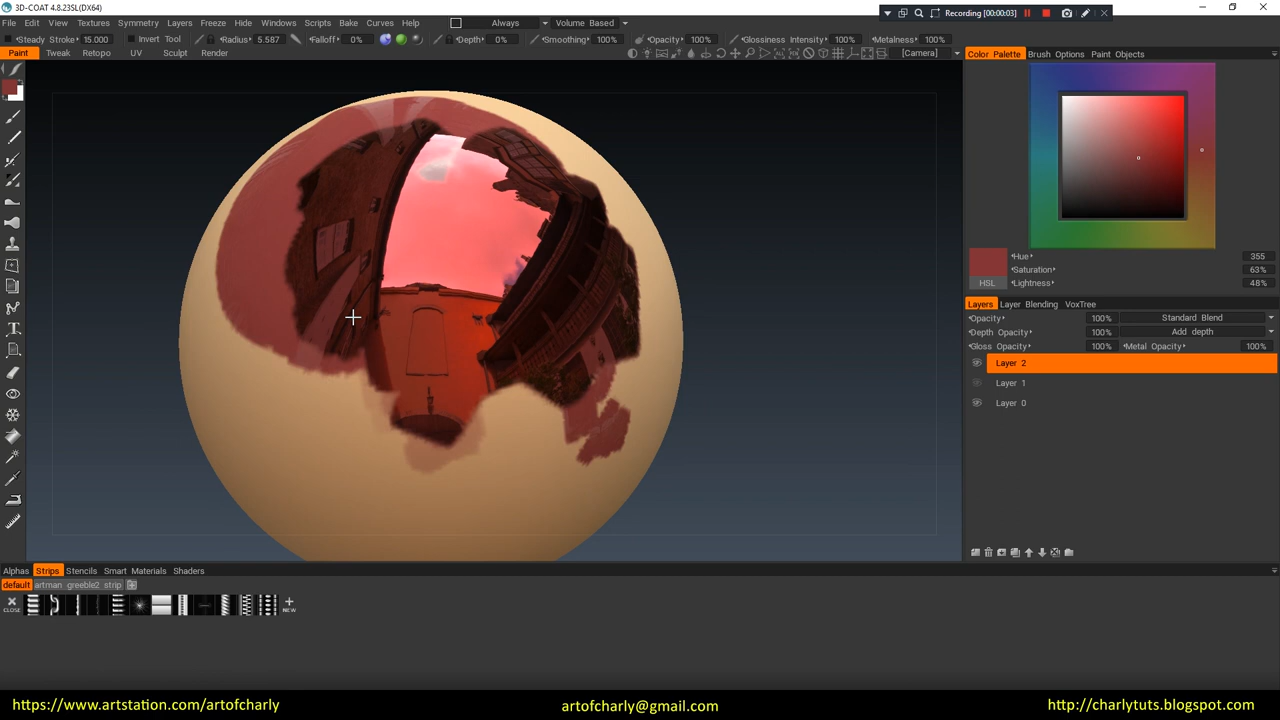 3D-COAT 4.8.23SL(DX64)
Recording [00:00:03]
File Edit View Textures Symmetry Layers Freeze Hide Windows Scripts Bake Curves Help Always Volume Based
Steady Stroke 15.000 Invert Tool Radius 5.587 Falloff 0% Depth 0% Smoothing 100% Opacity 100% Glossiness Intensity 100% Metalness 100%
Paint Tweak Retopo UV Sculpt Render [Camera]
Color Palette Brush Options Paint Objects
Hue 355
Saturation 63%
HSL Lightness 48%
Layers Layer Blending VoxTree
Opacity 100% Standard Blend
Depth Opacity 100% Add depth
Gloss Opacity 100% Metal Opacity 100%
Layer 2
Layer 1
Layer 0
Alphas Strips Stencils Smart Materials Shaders
default artman greeble2 strip
CLOSE NEW
https://www.artstation.com/artofcharly artofcharly@gmail.com http://charlytuts.blogspot.com